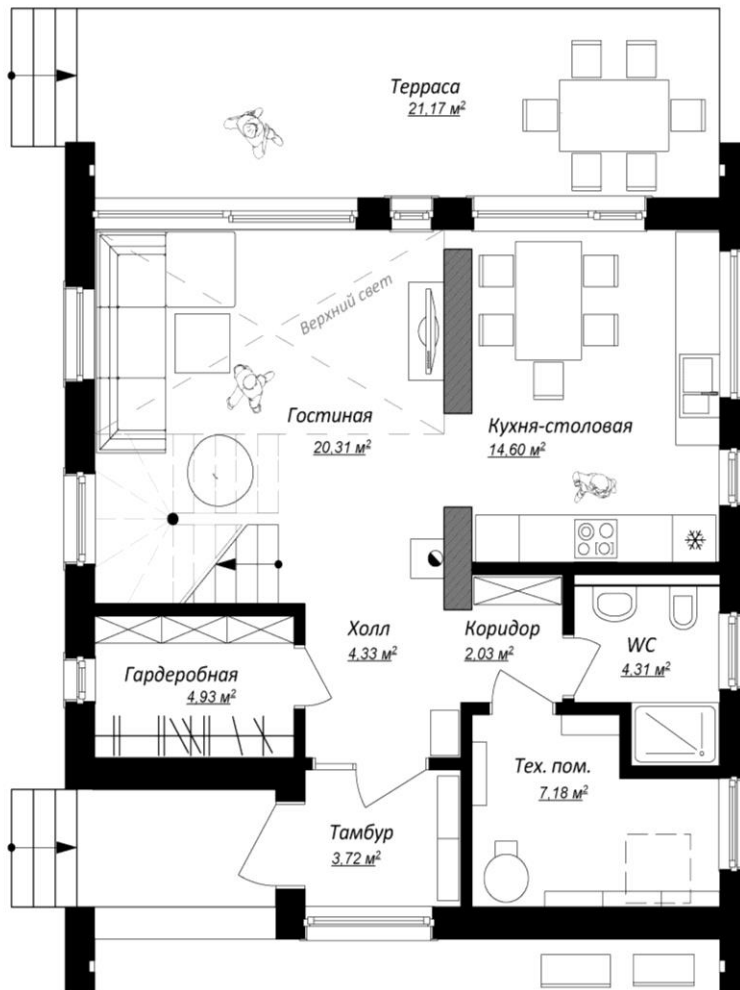 Терраса
21,17 м²
Верхний свет
Гостиная
20.31 м²
Кухня-столовая
14.60 м²
Холл
4.33 м²
Коридор
2.03 м²
WC
4.31 м²
Гардеробная
4.93 м²
Тех. пом.
7,18 м²
Тамбур
3.72 м²